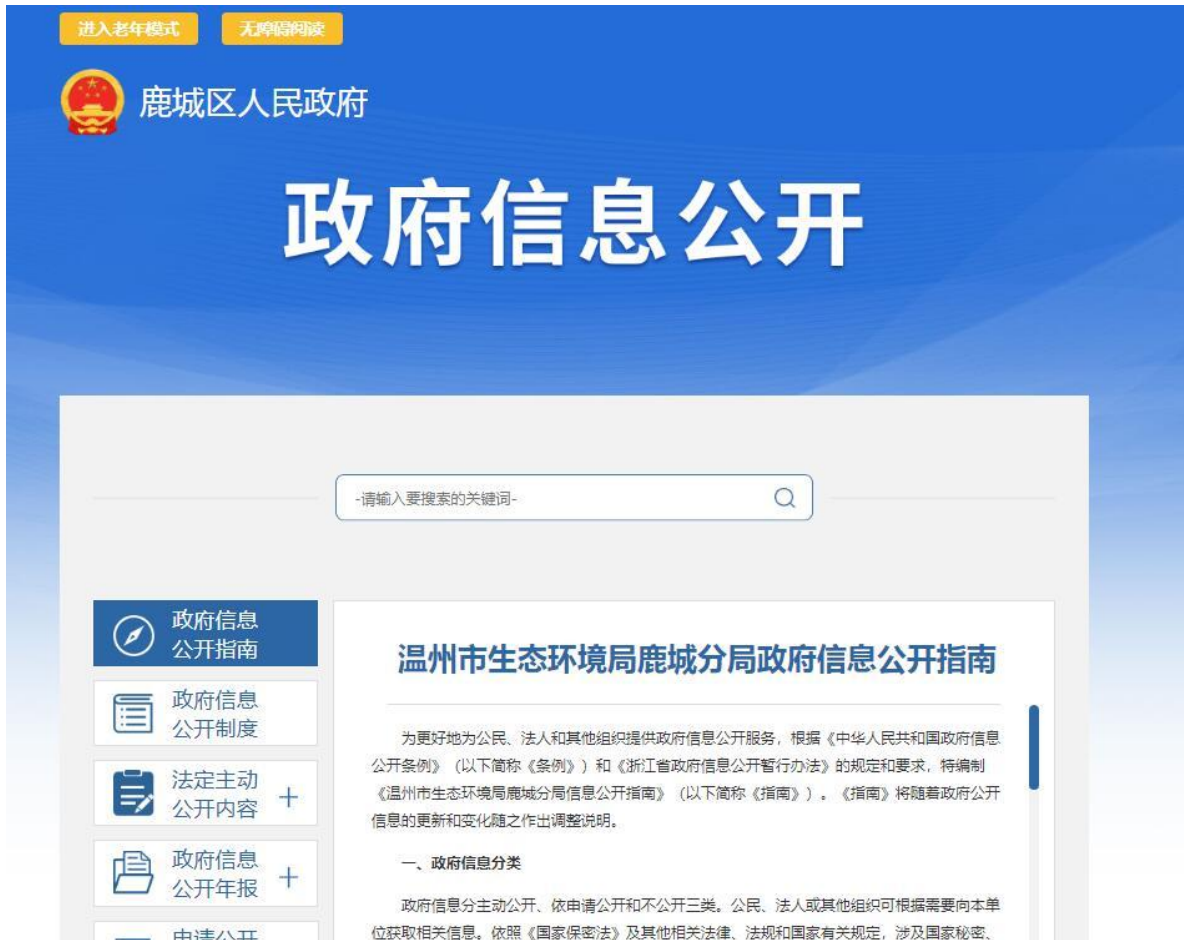 进入老年模式
无障碍阅读
鹿城区人民政府
政府信息公开
-请输入要搜索的关键词-
政府信息
公开指南
政府信息
公开制度
法定主动
公开内容
政府信息
公开年报
申请公开
温州市生态环境局鹿城分局政府信息公开指南
为更好地为公民、法人和其他组织提供政府信息公开服务，根据《中华人民共和国政府信息
公开条例》（以下简称《条例》）和《浙江省政府信息公开暂行办法》的规定和要求，特编制
《温州市生态环境局鹿城分局信息公开指南》（以下简称《指南》）。《指南》将随着政府公开
信息的更新和变化随之作出调整说明。
一、政府信息分类
政府信息分主动公开、依申请公开和不公开三类。公民、法人或其他组织可根据需要向本单
位获取相关信息。依照《国家保密法》及其他相关法律、法规和国家有关规定，涉及国家秘密、